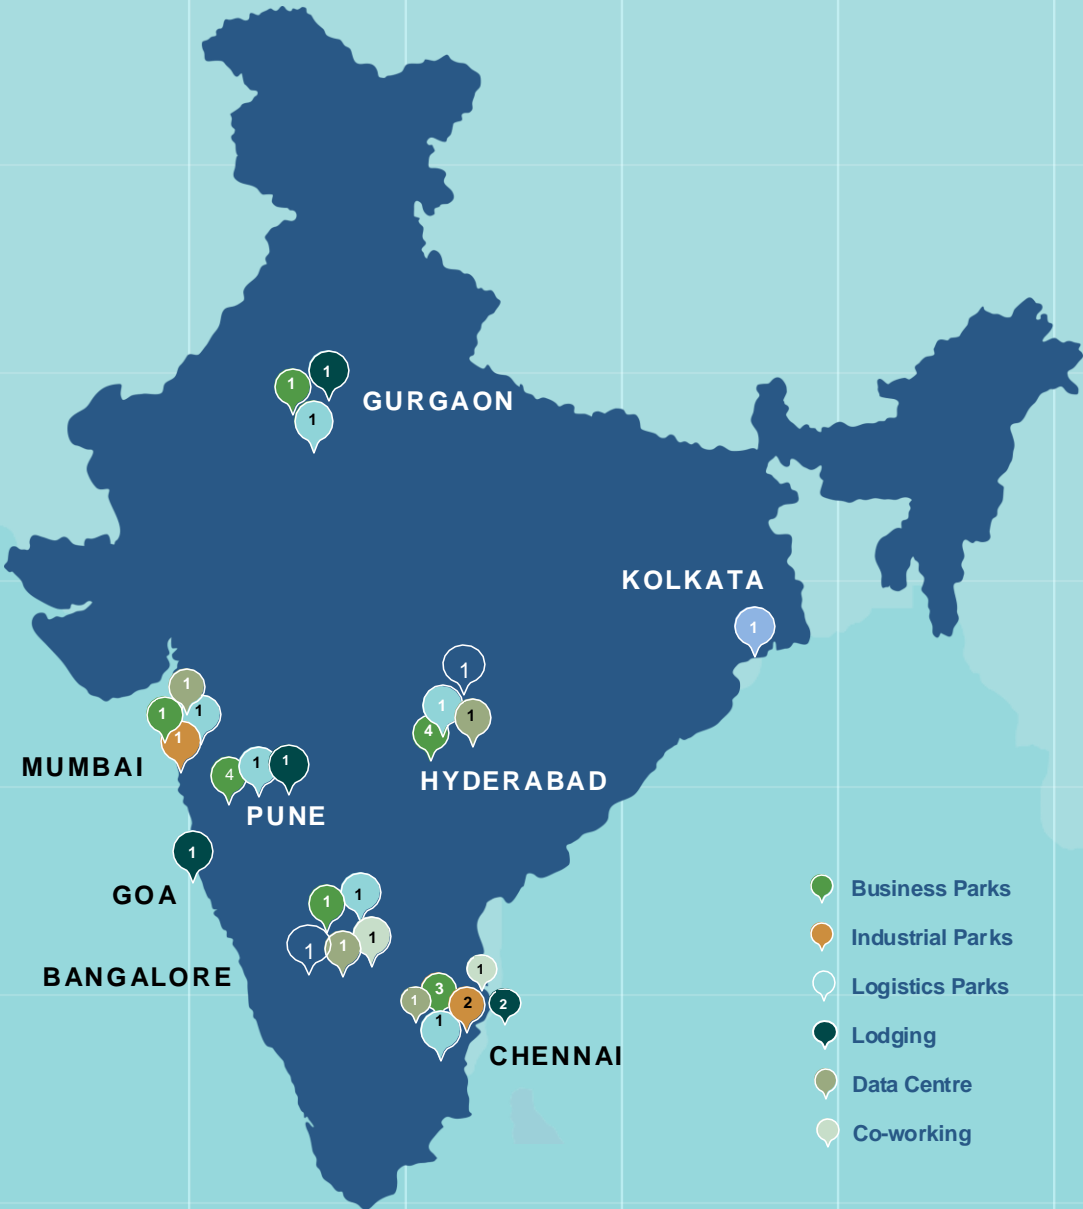 1
1
GURGAON
1
KOLKATA
1
1
1
1
1
1
1
1
4
1
MUMBAI
4
1
1
HYDERABAD
PUNE
1
GOA
1
1
1
1
1
BANGALORE
1
1
3
2
2
1
CHENNAI
Business Parks
Industrial Parks
Logistics Parks
Lodging
Data Centre
Co-working